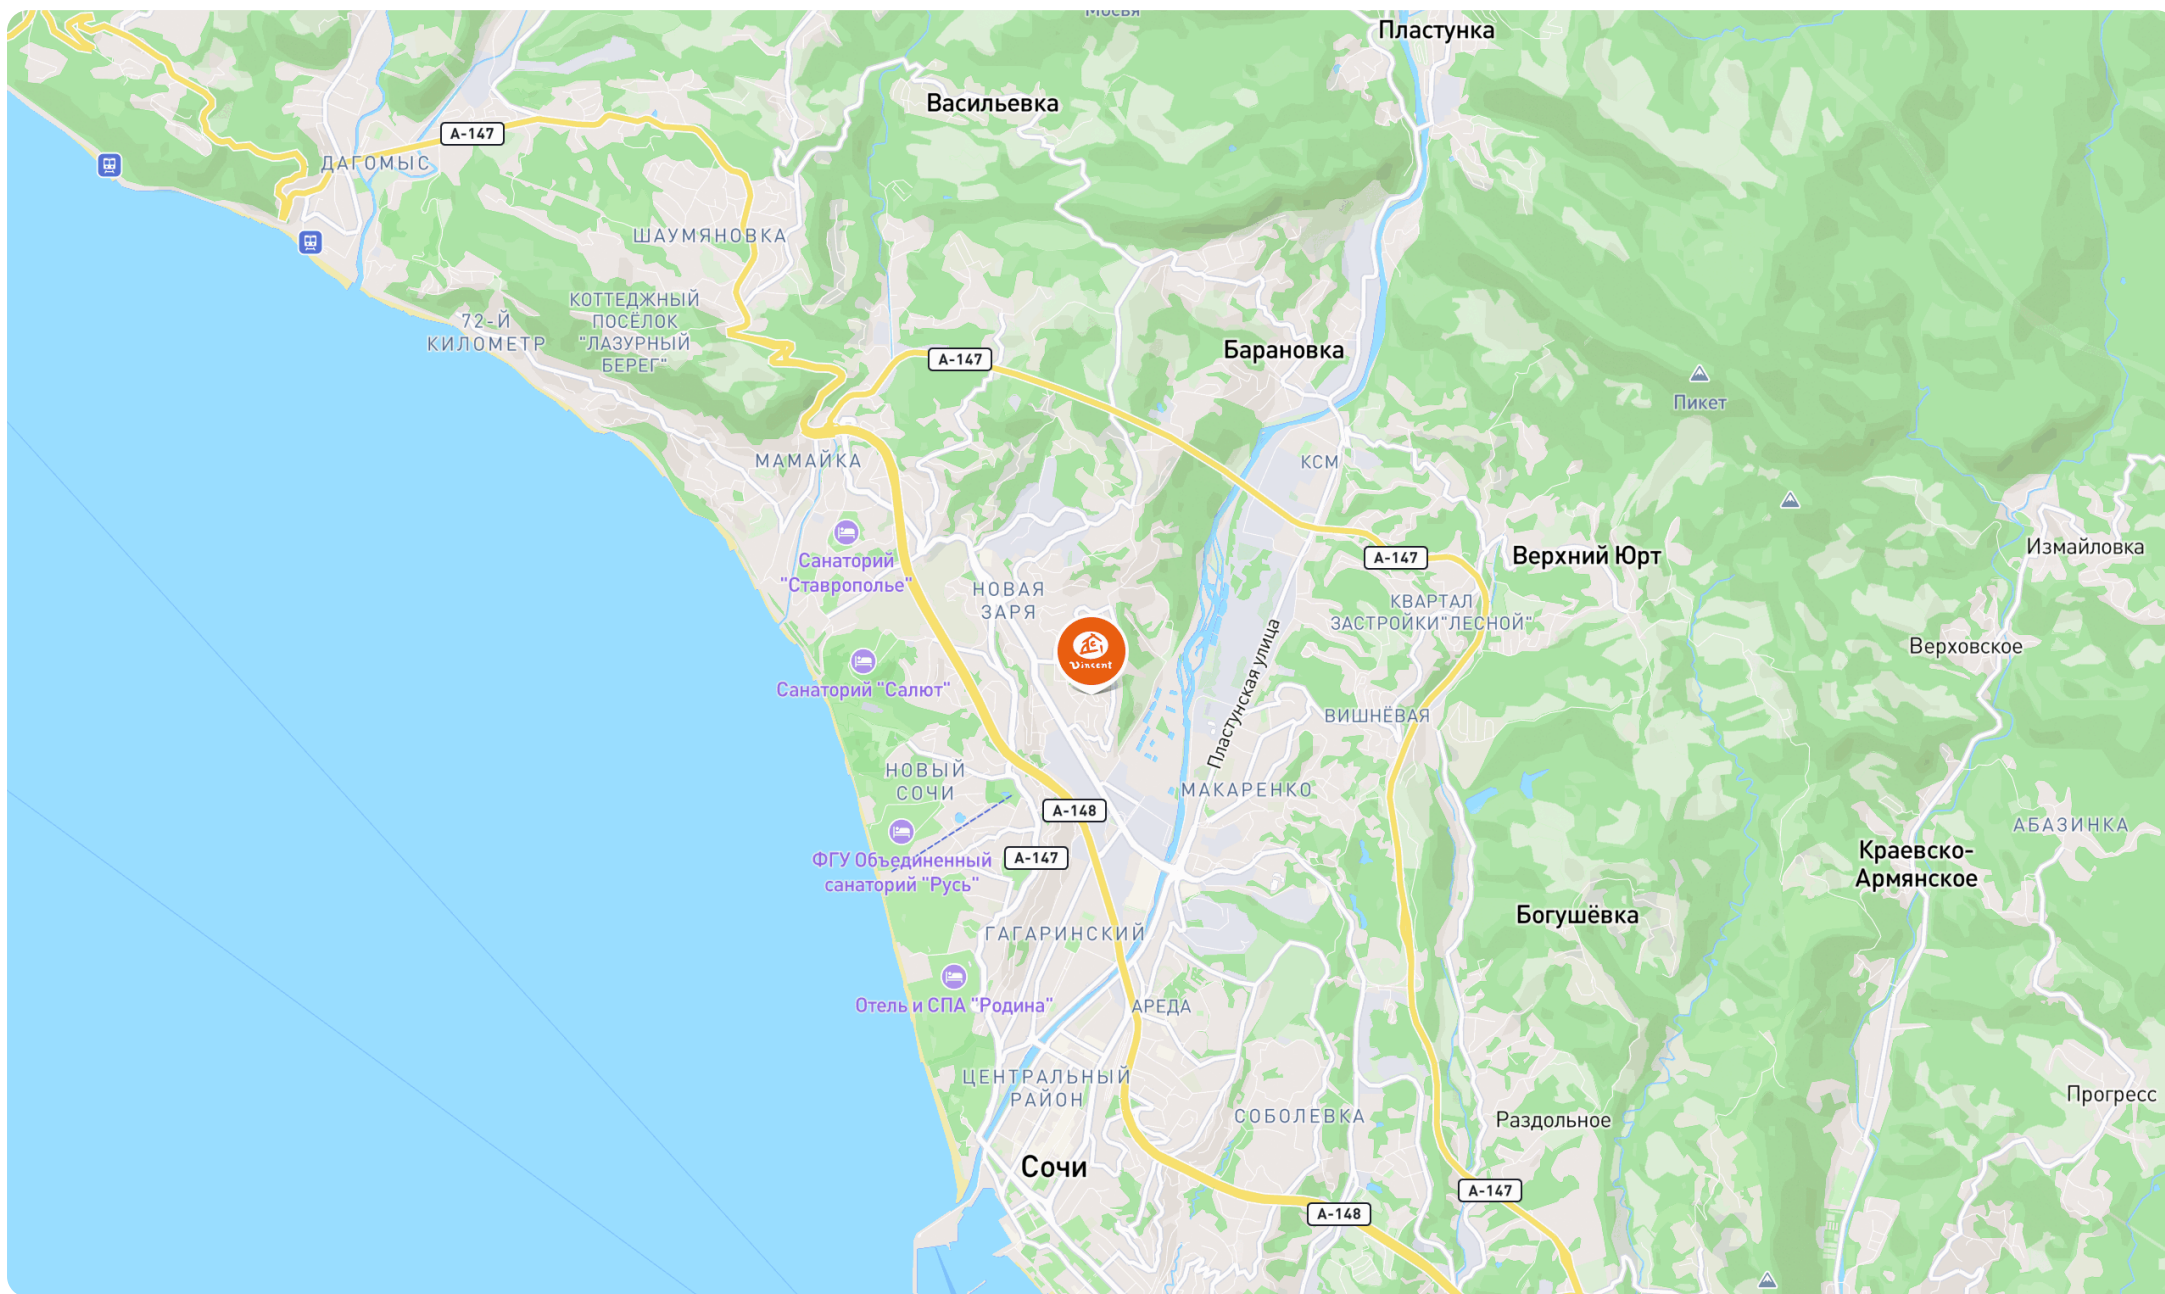 Мосья
Пластунка
Васильевка
А-147
ДАГОМЫС
ШАУМЯНОВКА
КОТТЕДЖНЫЙ
ПОСЁЛОК
"ЛАЗУРНЫЙ
БЕРЕГ"
72-Й
КИЛОМЕТР
А-147
Барановка
Пикет
МАМАЙКА
КСМ
Санаторий
"Ставрополье"
А-147
Верхний Юрт
Измайловка
НОВАЯ
ЗАРЯ
КВАРТАЛ
ЗАСТРОЙКИ"ЛЕСНОЙ"
Vincent
Верховское
Санаторий "Салют"
Пластунская улица
ВИШНЁВАЯ
НОВЫЙ
СОЧИ
МАКАРЕНКО
А-148
АБАЗИНКА
А-147
ФГУ Объединенный
санаторий "Русь"
Краевско-
Армянское
Богушёвка
ГАГАРИНСКИЙ
Отель и СПА "Родина"
АРЕДА
ЦЕНТРАЛЬНЫЙ
РАЙОН
Прогресс
СОБОЛЕВКА
Раздольное
Сочи
А-147
А-148